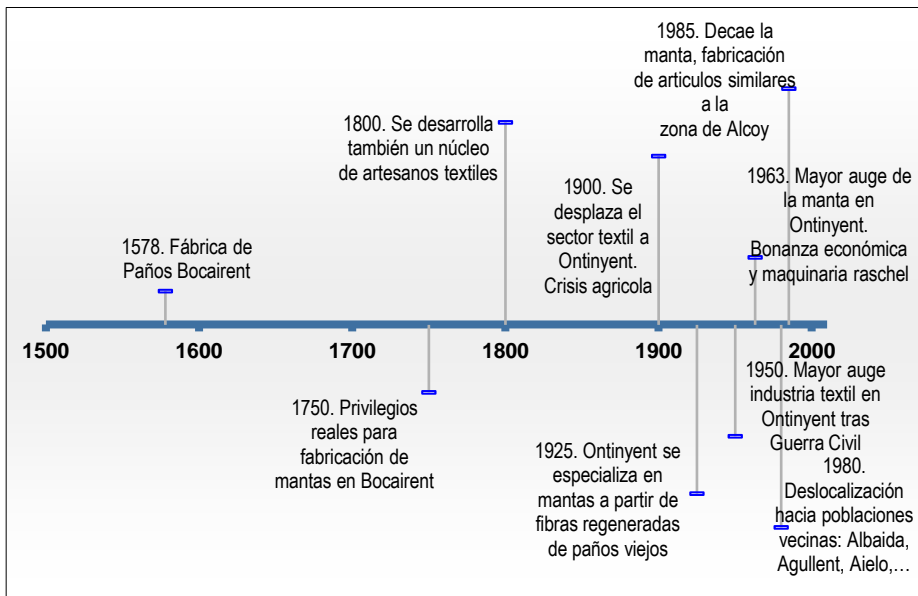 1985. Decae la
manta, fabricación
de articulos similares
a la
zona de Alcoy
1800. Se desarrolla
también un núcleo
de artesanos textiles
1963. Mayor auge de
la manta en
Ontinyent.
Bonanza económica
y maquinaria raschel
1900. Se
desplaza el
sector textil a
Ontinyent.
Crisis agricola
1578. Fábrica de
Paños Bocairent
1500 1600 1700 1800 1900 2000
1750. Privilegios
reales para
fabricación de
mantas en Bocairent
1925. Ontinyent se
especializa en
mantas a partir de
fibras regeneradas
de paños viejos
1950. Mayor auge
industria textil en
Ontinyent tras
Guerra Civil
1980.
Deslocalización
hacia poblaciones
vecinas: Albaida,
Agullent, Aielo,…